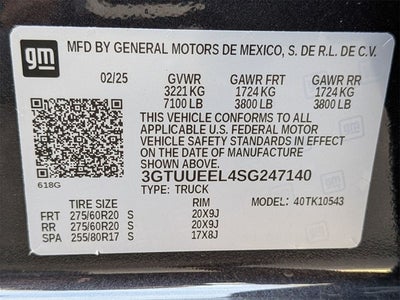 gm
MFD BY GENERAL MOTORS DE MEXICO, S. DE R.L. DE C.V.
02/25 GVWR GAWR FRT GAWR RR
3221 KG 1724 KG 1724 KG
7100 LB 3800 LB 3800 LB
THIS VEHICLE CONFORMS TO ALL
APPLICABLE U.S. FEDERAL MOTOR
VEHICLE SAFETY STANDARDS IN EFFECT
ON THE DATE OF MANUFACTURE
SHOWN ABOVE.
618G 3GTUUEEL4SG247140
TYPE: TRUCK
TIRE SIZE RIM MODEL: 40TK10543
FRT 275/60R20 S 20X9J
RR 275/60R20 S 20X9J
SPA 255/80R17 S 17X8J